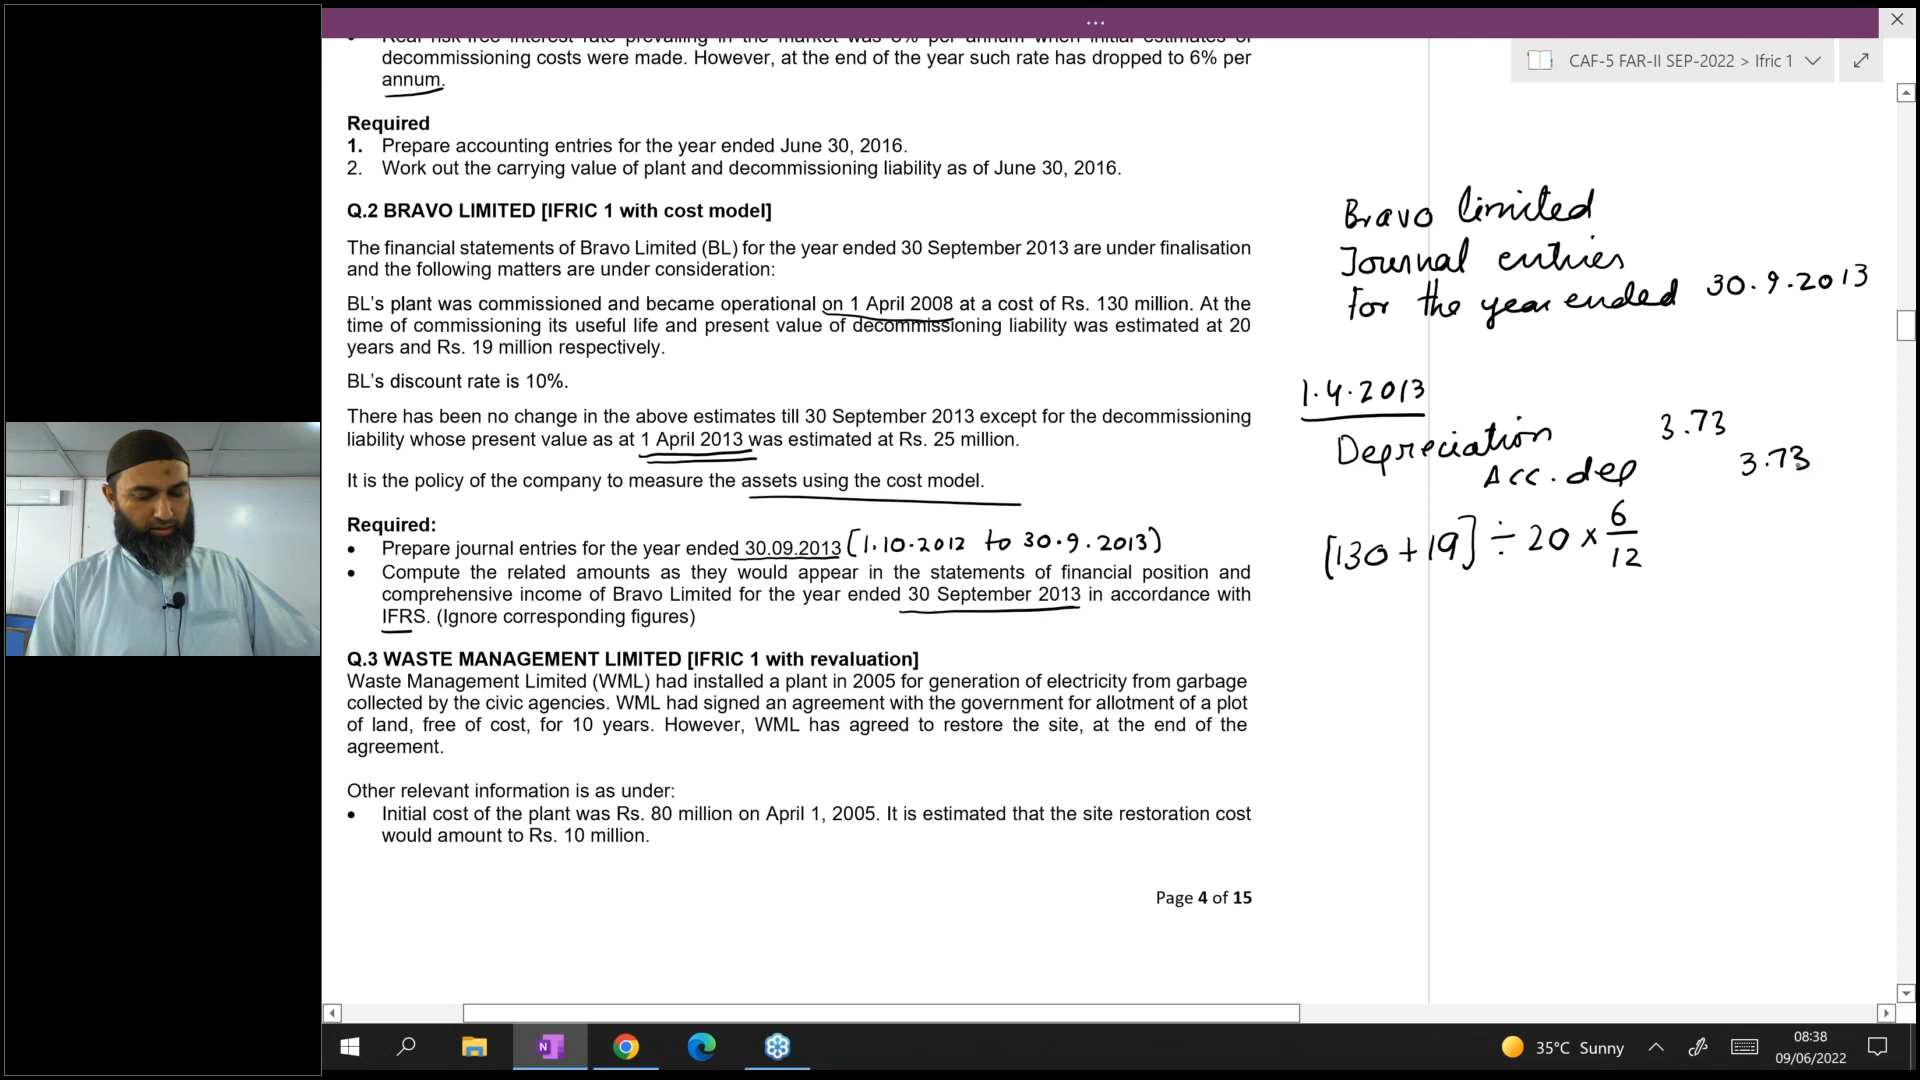 ...
CAF-5 FAR-II SEP-2022 > Ifric 1
• Real risk free interest rate prevailing in the market was 8% per annum when initial estimates of
decommissioning costs were made. However, at the end of the year such rate has dropped to 6% per
annum.
Required
1. Prepare accounting entries for the year ended June 30, 2016.
2. Work out the carrying value of plant and decommissioning liability as of June 30, 2016.
Q.2 BRAVO LIMITED [IFRIC 1 with cost model]
The financial statements of Bravo Limited (BL) for the year ended 30 September 2013 are under finalisation
and the following matters are under consideration:
BL's plant was commissioned and became operational on 1 April 2008 at a cost of Rs. 130 million. At the
time of commissioning its useful life and present value of decommissioning liability was estimated at 20
years and Rs. 19 million respectively.
BL's discount rate is 10%.
There has been no change in the above estimates till 30 September 2013 except for the decommissioning
liability whose present value as at 1 April 2013 was estimated at Rs. 25 million.
It is the policy of the company to measure the assets using the cost model.
Required:
• Prepare journal entries for the year ended 30.09.2013 (1.10.2012 to 30.9.2013)
• Compute the related amounts as they would appear in the statements of financial position and
comprehensive income of Bravo Limited for the year ended 30 September 2013 in accordance with
IFRS. (Ignore corresponding figures)
Q.3 WASTE MANAGEMENT LIMITED [IFRIC 1 with revaluation]
Waste Management Limited (WML) had installed a plant in 2005 for generation of electricity from garbage
collected by the civic agencies. WML had signed an agreement with the government for allotment of a plot
of land, free of cost, for 10 years. However, WML has agreed to restore the site, at the end of the
agreement.
Other relevant information is as under:
• Initial cost of the plant was Rs. 80 million on April 1, 2005. It is estimated that the site restoration cost
would amount to Rs. 10 million.
Page 4 of 15
Bravo limited
Journal entries
For the year ended 30.9.2013
1.4.2013
Depreciation 3.73
Acc. dep 3.73
[130+19] ÷ 20 × 6/12
35°C Sunny
08:38
09/06/2022